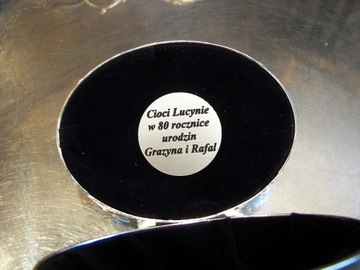 Cioci Lucynie
w 80 rocznice
urodzin
Grazyna i Rafal